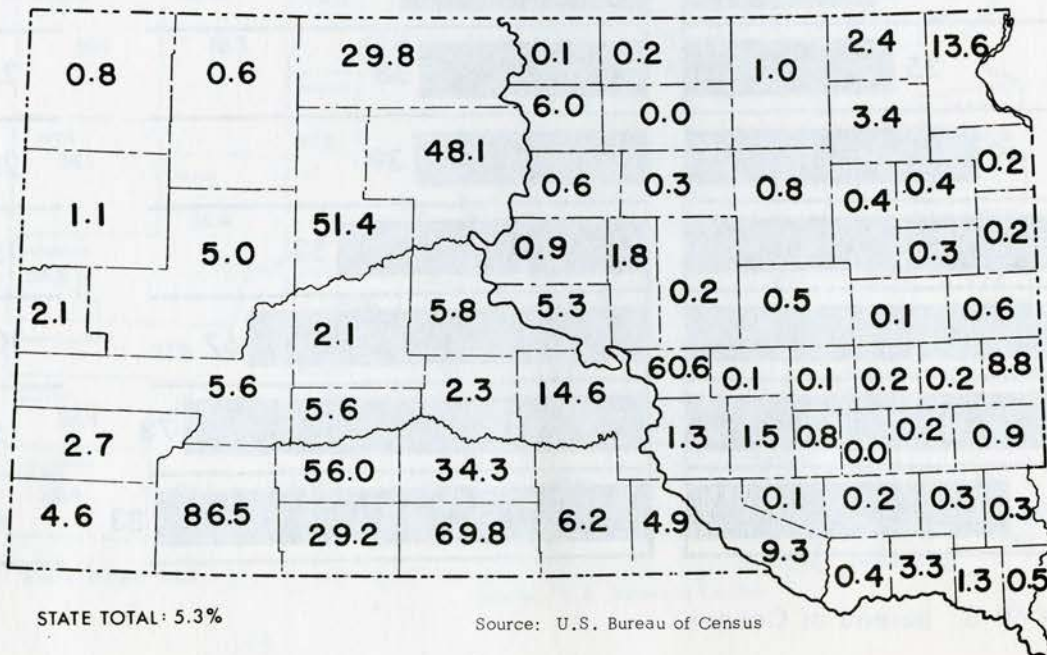 2.4 13.6
29.8 0.1 0.2
0.8 0.6 1.0
6.0 0.0 3.4
48.1 0.2
0.6 0.3 0.8 0.4 0.4
1.1 51.4
5.0 0.9 1.8 0.3 0.2
2.1 5.8 5.3 0.2 0.5 0.1 0.6
2.1
5.6 2.3 14.6 60.6 0.1 0.1 0.2 0.2 8.8
5.6
2.7 1.3 1.5 0.8 0.0 0.2 0.9
56.0 34.3
4.6 86.5 29.2 69.8 6.2 4.9 0.1 0.2 0.3 0.3
9.3 0.4 3.3 1.3 0.5
STATE TOTAL: 5.3%
Source: U.S. Bureau of Census